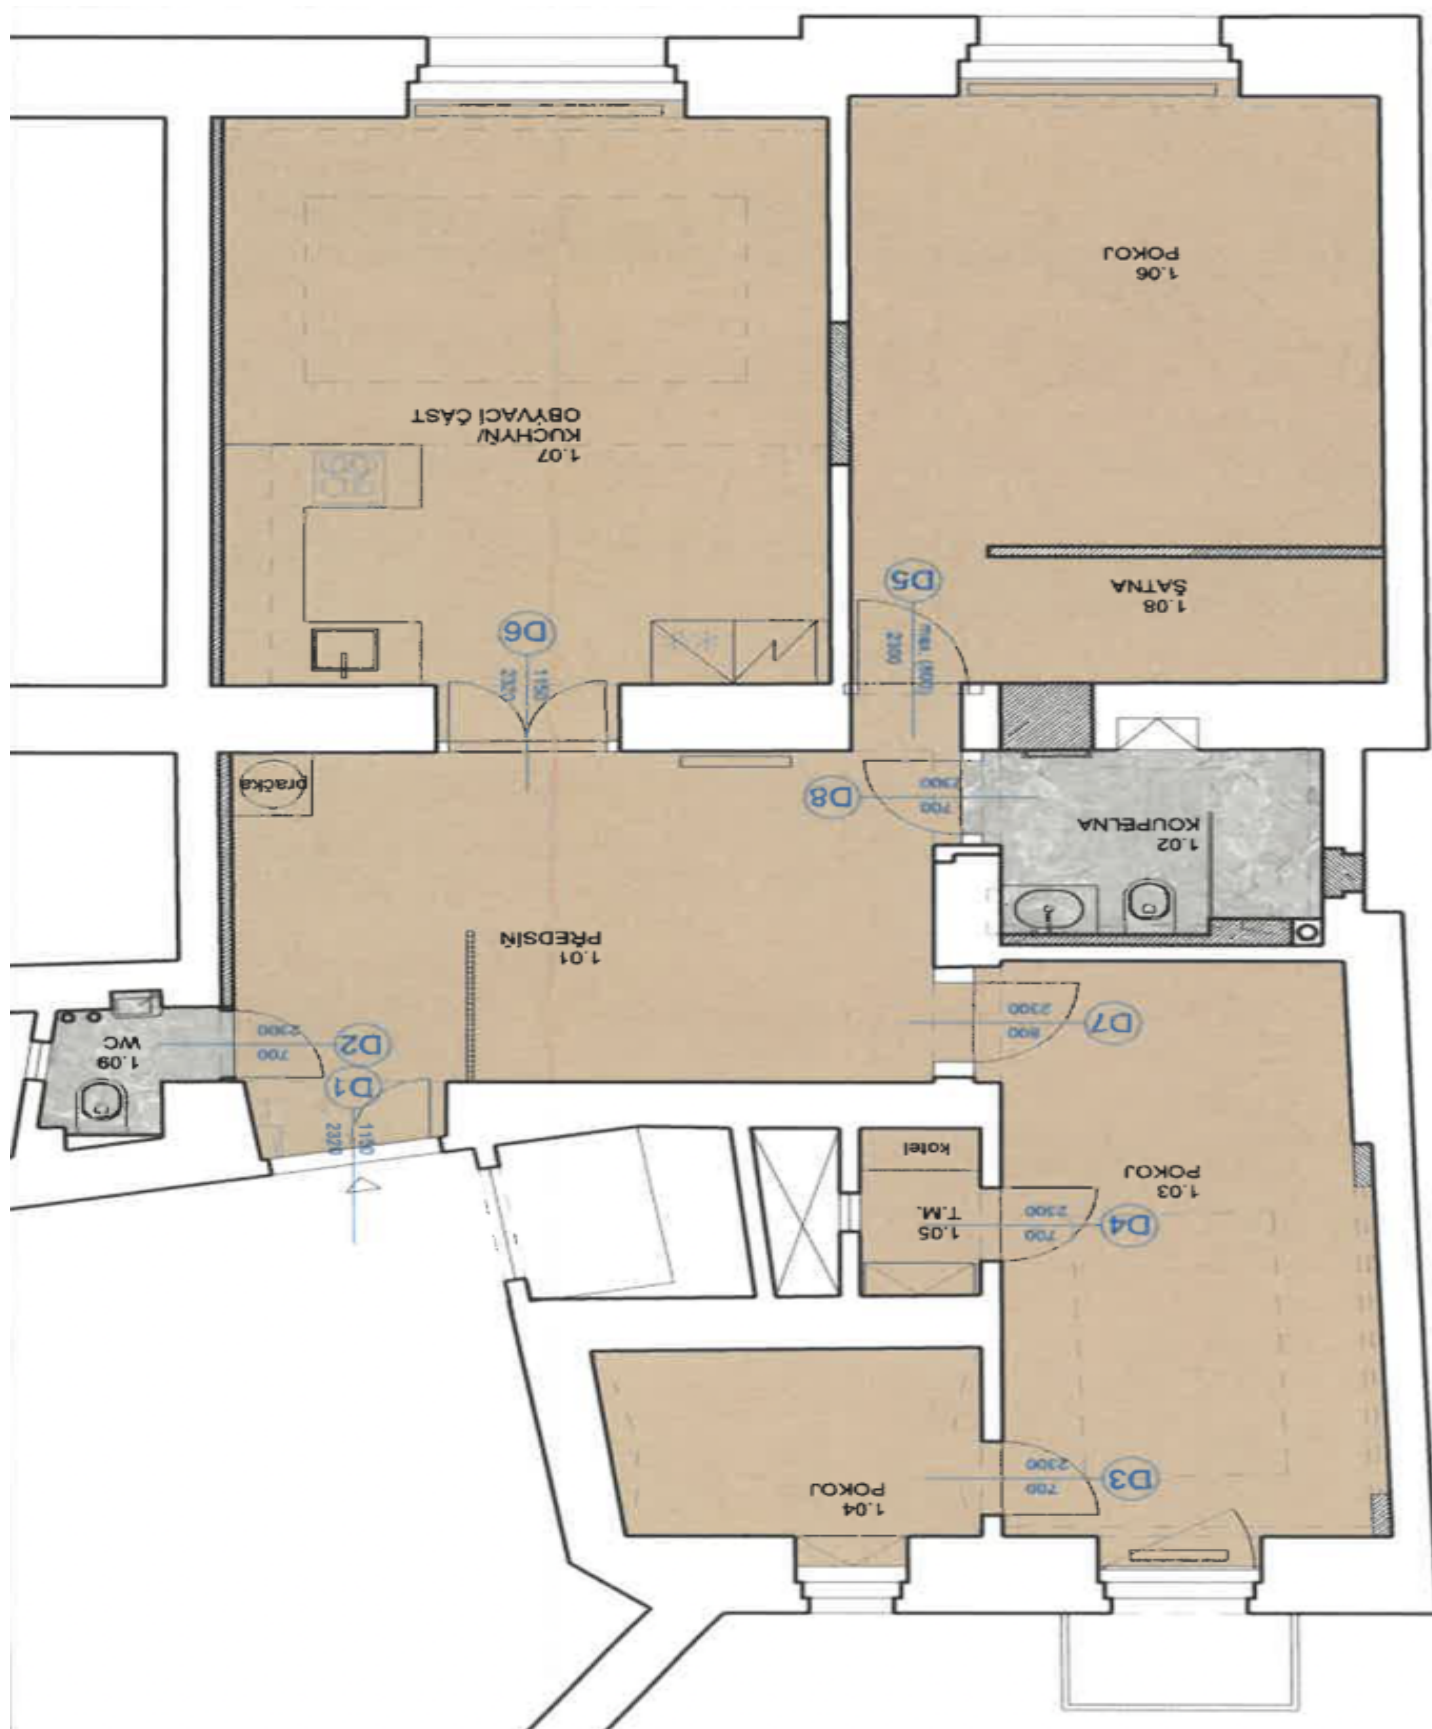 1.04
POKOJ
D3
700
2300
1.03
POKOJ
D4
700
2300
1.05
T.M.
kotel
D1
1150
2320
1.09
WC
D2
700
2300
D7
800
2300
1.01
PŘEDSÍŇ
1.02
KOUPELNA
D8
700
2300
pračka
D6
1150
2320
D5
max. (800)
2300
1.08
ŠATNA
1.07
KUCHYŇ/
OBÝVACÍ ČÁST
1.06
POKOJ